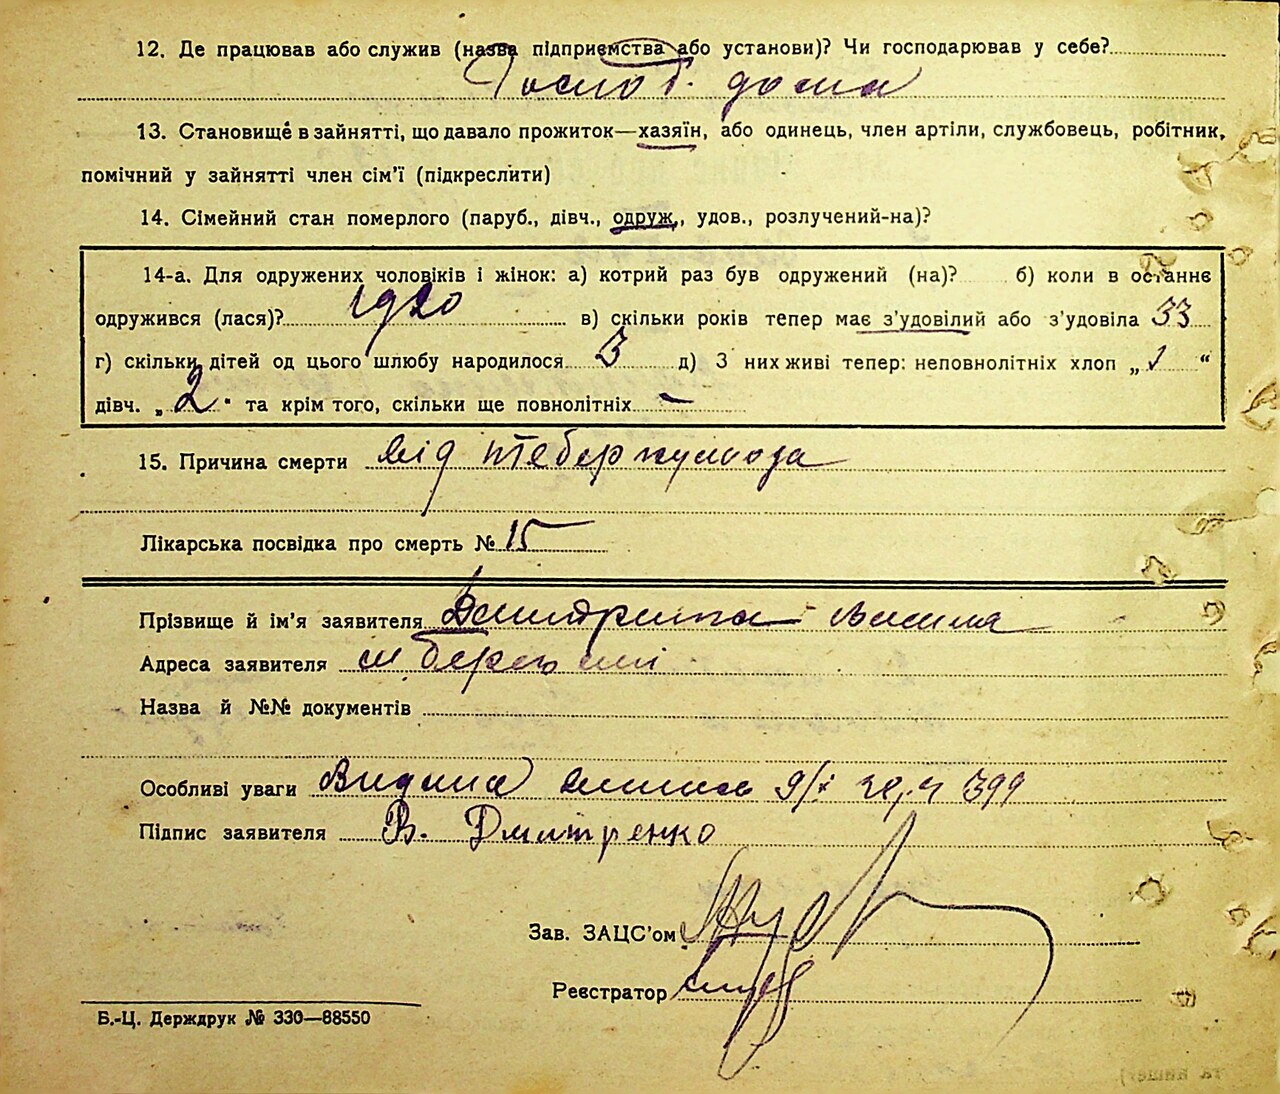 12. Де працював або служив (назва підприємства або установи)? Чи господарював у себе?
Господ. дома
13. Становище в зайнятті, що давало прожиток—хазяїн, або одинець, член артіли, службовець, робітник,
помічний у зайнятті член сім'ї (підкреслити)
14. Сімейний стан померлого (паруб., дівч., одруж., удов., розлучений-на)?
14-а. Для одружених чоловіків і жінок: а) котрий раз був одружений (на)? б) коли в останнє
одружився (лася)? 1920 в) скільки років тепер має з'удовілий або з'удовіла 33
г) скільки дітей од цього шлюбу народилося 3 д) З них живі тепер: неповнолітніх хлоп „ 1 “
дівч. „ 2 " та крім того, скільки ще повнолітніх —
15. Причина смерти від теберкульоза
Лікарська посвідка про смерть № 15
Прізвище й ім'я заявителя Дмитренко
Адреса заявителя
Назва й №№ документів
Особливі уваги Видана 399
Підпис заявителя В. Дмитренко
Зав. ЗАЦС'ом
Реєстратор
Б.-Ц. Держдрук № 330—88550